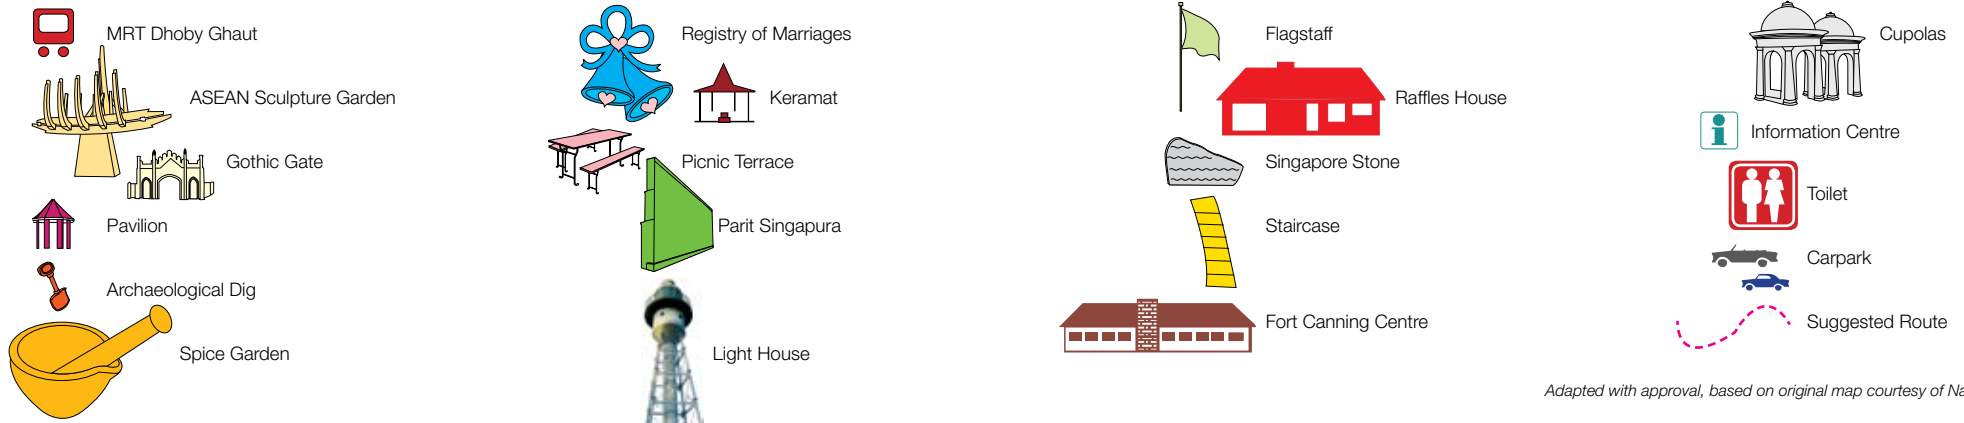 MRT Dhoby Ghaut
ASEAN Sculpture Garden
Gothic Gate
Pavilion
Archaeological Dig
Spice Garden
Registry of Marriages
Keramat
Picnic Terrace
Parit Singapura
Light House
Flagstaff
Raffles House
Singapore Stone
Staircase
Fort Canning Centre
Cupolas
Information Centre
Toilet
Carpark
Suggested Route
Adapted with approval, based on original map courtesy of Na